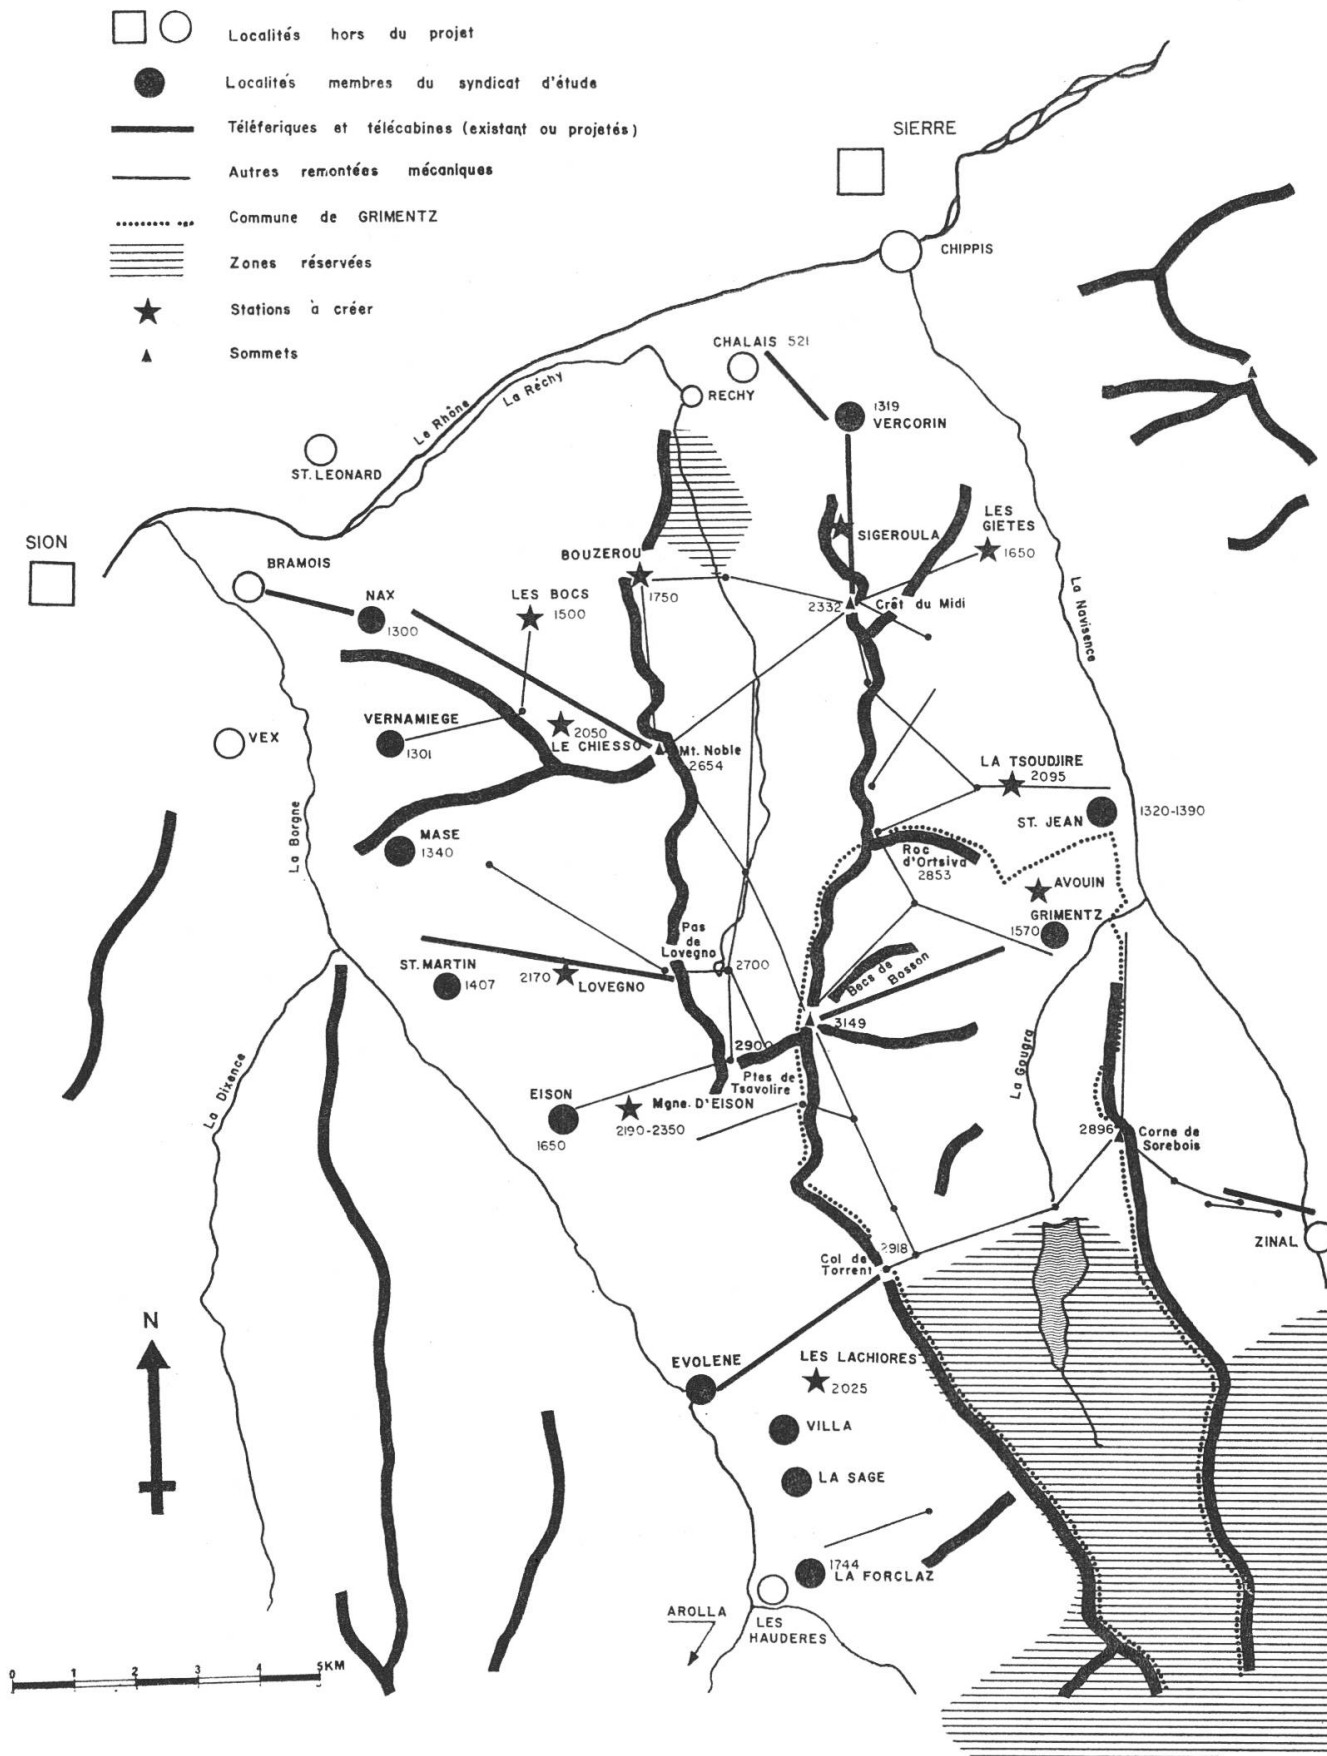 Localités hors du projet
Localités membres du syndicat d'étude
Téléferiques et télécabines (existant ou projetés)
Autres remontées mécaniques
Commune de GRIMENTZ
Zones réservées
Stations à créer
Sommets
SIERRE
CHIPPIS
CHALAIS 521
La Réchy
Le Rhône
RECHY
1319
VERCORIN
ST. LEONARD
SION
BRAMOIS
LES
GIETES
1650
SIGEROULA
BOUZEROU
1750
NAX
1300
LES BOCS
1500
2332
Crêt du Midi
La Navisence
VERNAMIEGE
1301
2050
LE CHIESSO
Mt. Noble
2654
VEX
La Borgne
LA TSOUDJIRE
2095
ST. JEAN
1320-1390
MASE
1340
Roc
d'Ortsiva
2853
AVOUIN
GRIMENTZ
1570
Pas
de
Lovegno
2700
Becs de
Bosson
ST. MARTIN
1407
2170
LOVEGNO
3149
2900
Ptes de
Tsavolire
La Gougra
La Dixence
EISON
1650
Mgne. D'EISON
2190-2350
2896
Corne de
Sorebois
ZINAL
2918
Col de
Torrent
N
EVOLENE
LES LACHIORES
2025
VILLA
LA SAGE
1744
LA FORCLAZ
AROLLA
LES
HAUDERES
0 1 2 3 4 5KM